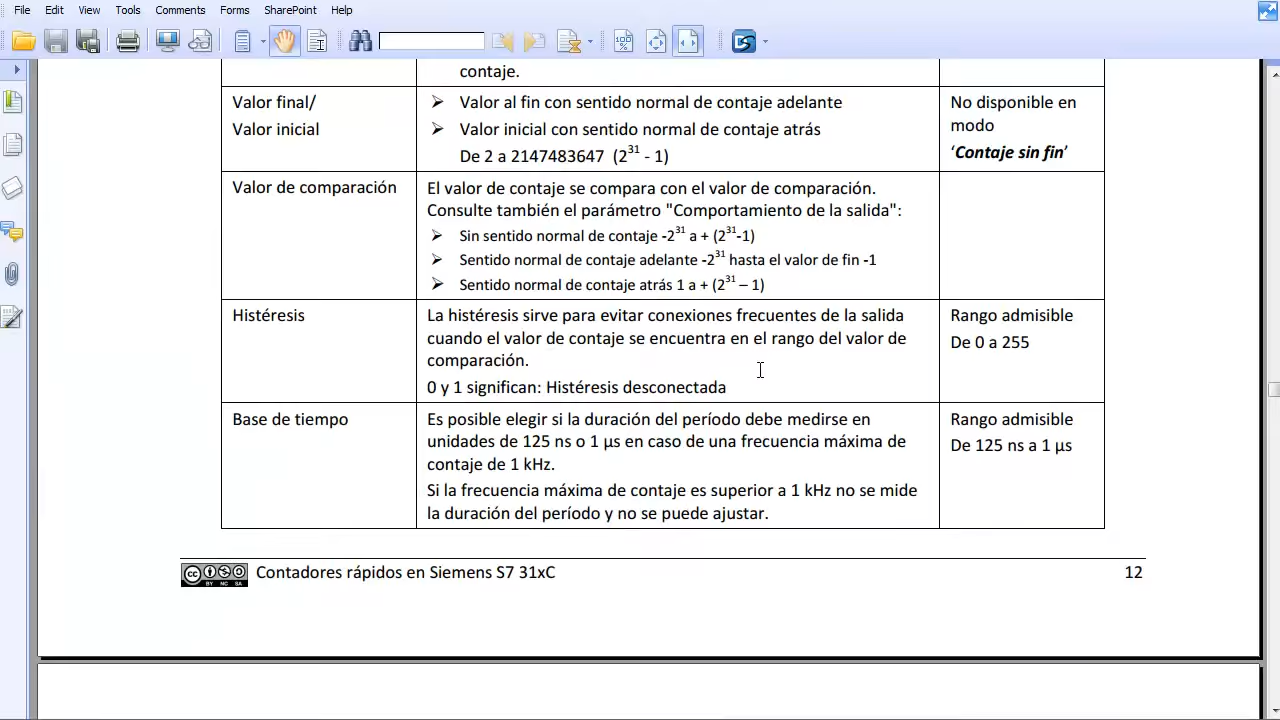 File Edit View Tools Comments Forms SharePoint Help
contaje.
Valor final/
Valor inicial
➢ Valor al fin con sentido normal de contaje adelante
➢ Valor inicial con sentido normal de contaje atrás
De 2 a 2147483647 (2³¹ - 1)
No disponible en
modo
‘Contaje sin fin’
Valor de comparación
El valor de contaje se compara con el valor de comparación.
Consulte también el parámetro "Comportamiento de la salida":
➢ Sin sentido normal de contaje -2³¹ a + (2³¹-1)
➢ Sentido normal de contaje adelante -2³¹ hasta el valor de fin -1
➢ Sentido normal de contaje atrás 1 a + (2³¹ – 1)
Histéresis
La histéresis sirve para evitar conexiones frecuentes de la salida
cuando el valor de contaje se encuentra en el rango del valor de
comparación.
0 y 1 significan: Histéresis desconectada
Rango admisible
De 0 a 255
Base de tiempo
Es posible elegir si la duración del período debe medirse en
unidades de 125 ns o 1 µs en caso de una frecuencia máxima de
contaje de 1 kHz.
Si la frecuencia máxima de contaje es superior a 1 kHz no se mide
la duración del período y no se puede ajustar.
Rango admisible
De 125 ns a 1 µs
cc BY NC SA Contadores rápidos en Siemens S7 31xC 12